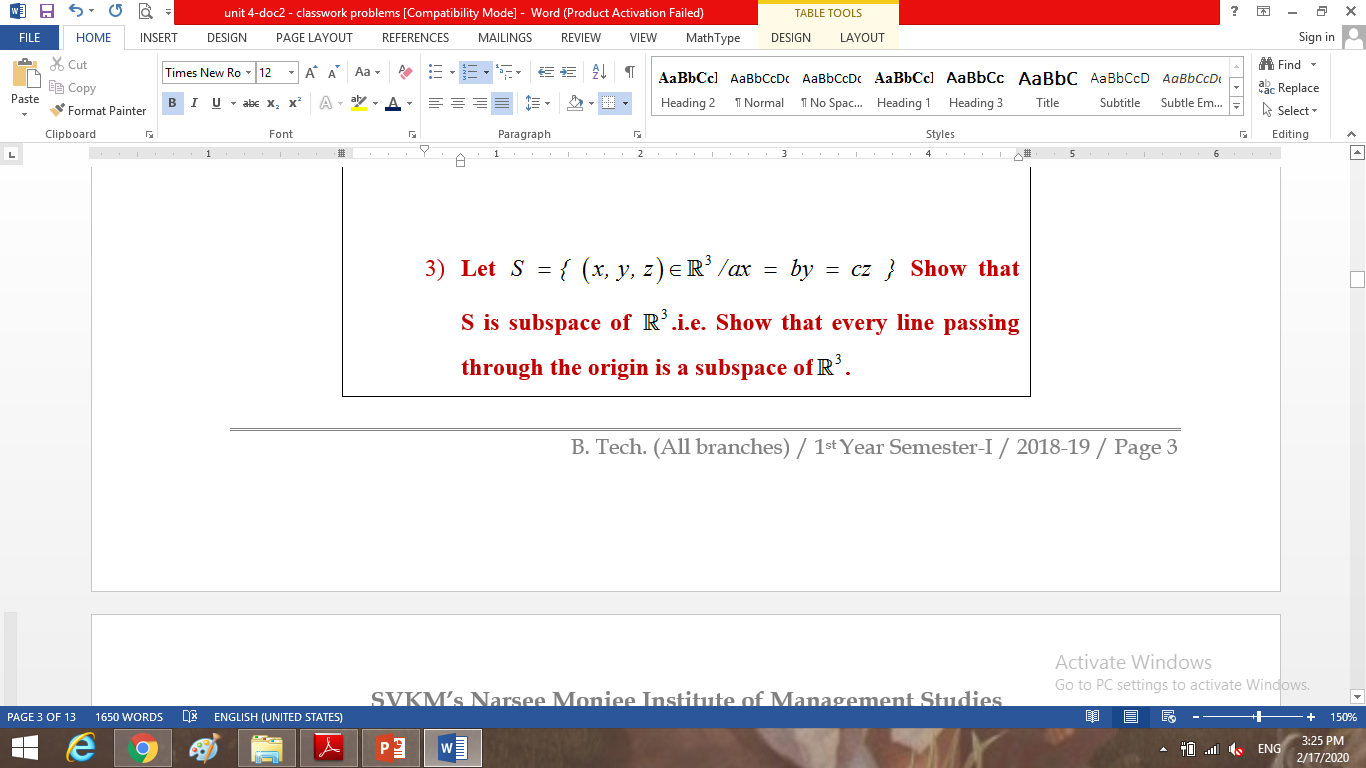 unit 4-doc2 - classwork problems [Compatibility Mode] - Word (Product Activation Failed)
TABLE TOOLS
FILE HOME INSERT DESIGN PAGE LAYOUT REFERENCES MAILINGS REVIEW VIEW MathType DESIGN LAYOUT Sign in
Paste
Cut
Copy
Format Painter
Clipboard
Times New Ro 12
Font
Paragraph
AaBbCcI AaBbCcDc AaBbCcDc AaBbCcI AaBbCc AaBbC AaBbCcD AaBbCcDc
Heading 2 ¶ Normal ¶ No Spac... Heading 1 Heading 3 Title Subtitle Subtle Em...
Styles
Find
Replace
Select
Editing
1 1 2 3 4 5 6
3) Let S = { (x, y, z) ∈ ℝ³ /ax = by = cz } Show that
S is subspace of ℝ³.i.e. Show that every line passing
through the origin is a subspace of ℝ³.
B. Tech. (All branches) / 1st Year Semester-I / 2018-19 / Page 3
SVKM's Narsee Monjee Institute of Management Studies
Activate Windows
Go to PC settings to activate Windows.
PAGE 3 OF 13 1650 WORDS ENGLISH (UNITED STATES) 150%
ENG
3:25 PM
2/17/2020